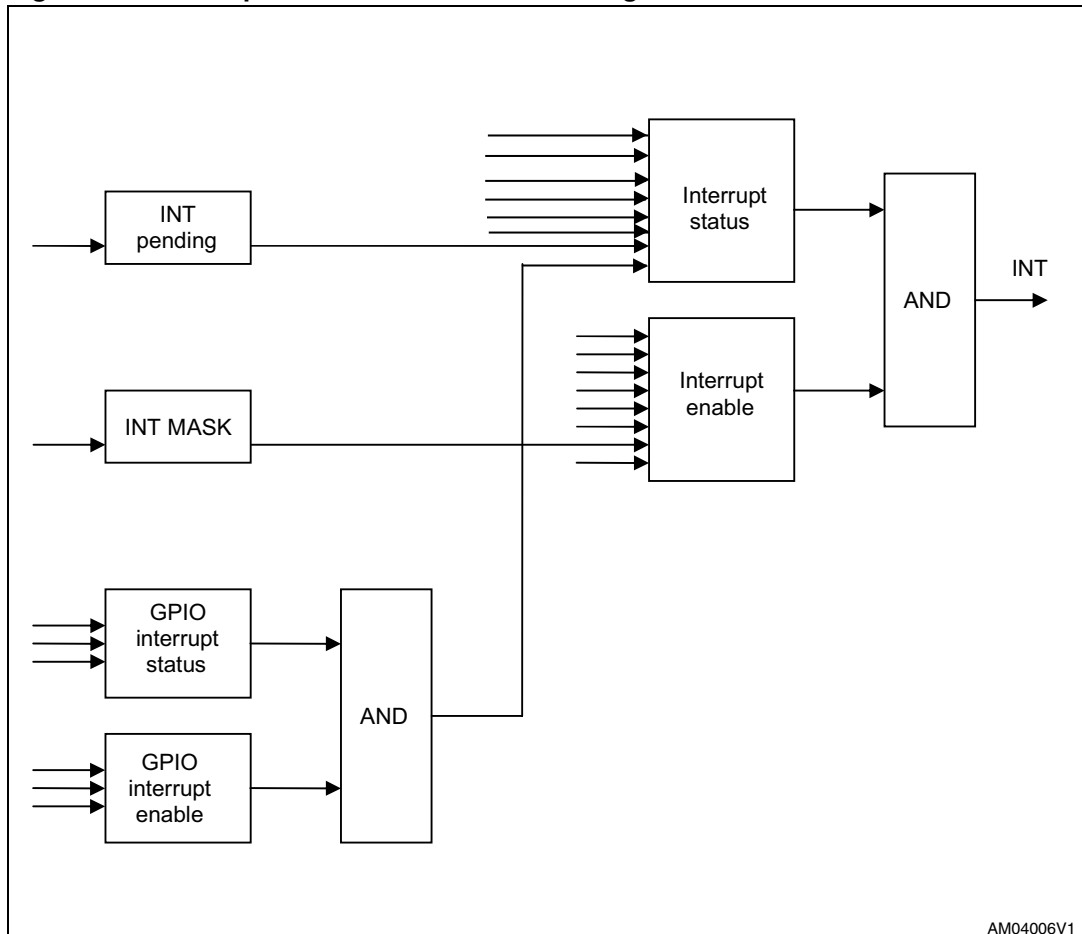 INT
pending
Interrupt
status
AND
INT
INT MASK
Interrupt
enable
GPIO
interrupt
status
AND
GPIO
interrupt
enable
AM04006V1